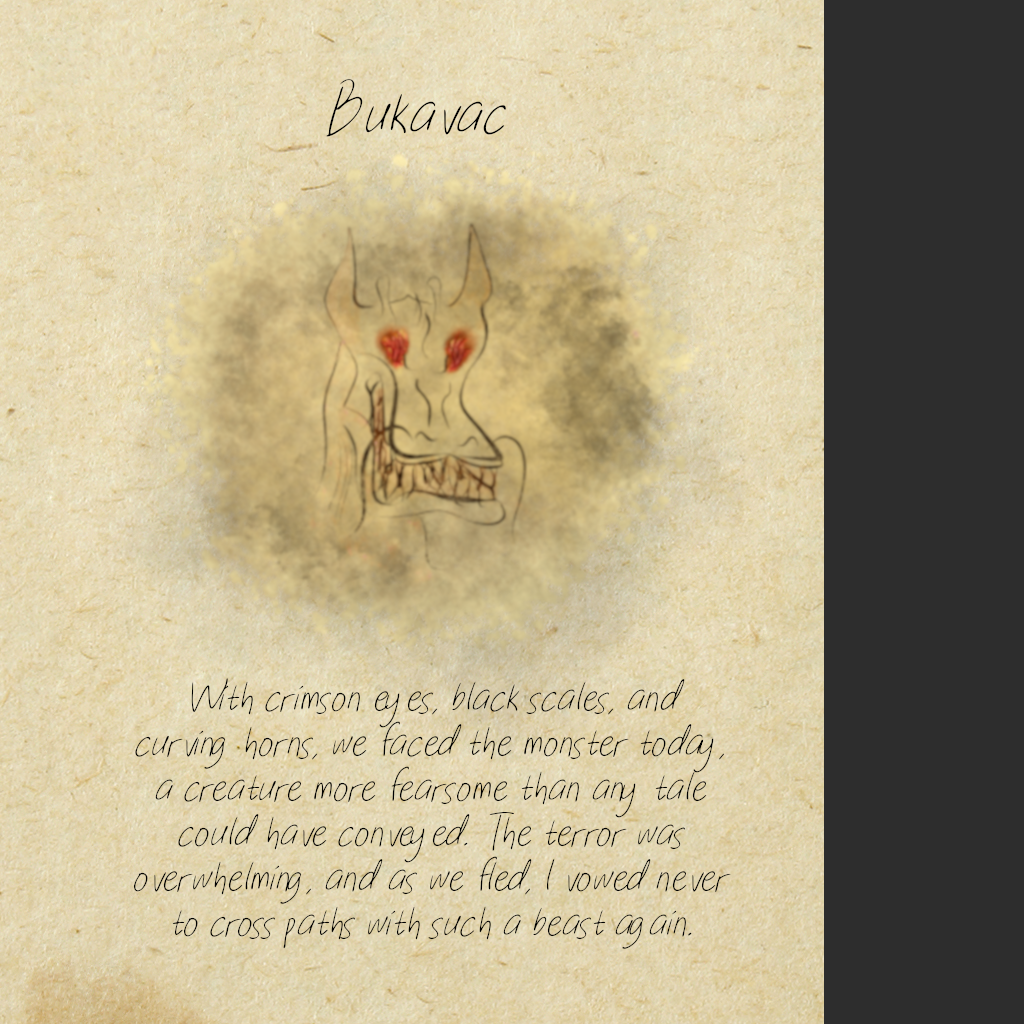 Bukavac
With crimson eyes, black scales, and
curving horns, we faced the monster today,
a creature more fearsome than any tale
could have conveyed. The terror was
overwhelming, and as we fled, I vowed never
to cross paths with such a beast again.